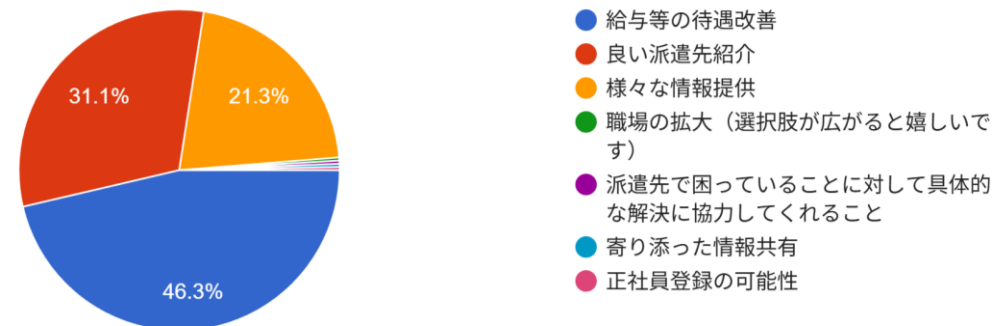 31.1%
21.3%
46.3%
給与等の待遇改善
良い派遣先紹介
様々な情報提供
職場の拡大（選択肢が広がると嬉しいで
す）
派遣先で困っていることに対して具体的
な解決に協力してくれること
寄り添った情報共有
正社員登録の可能性